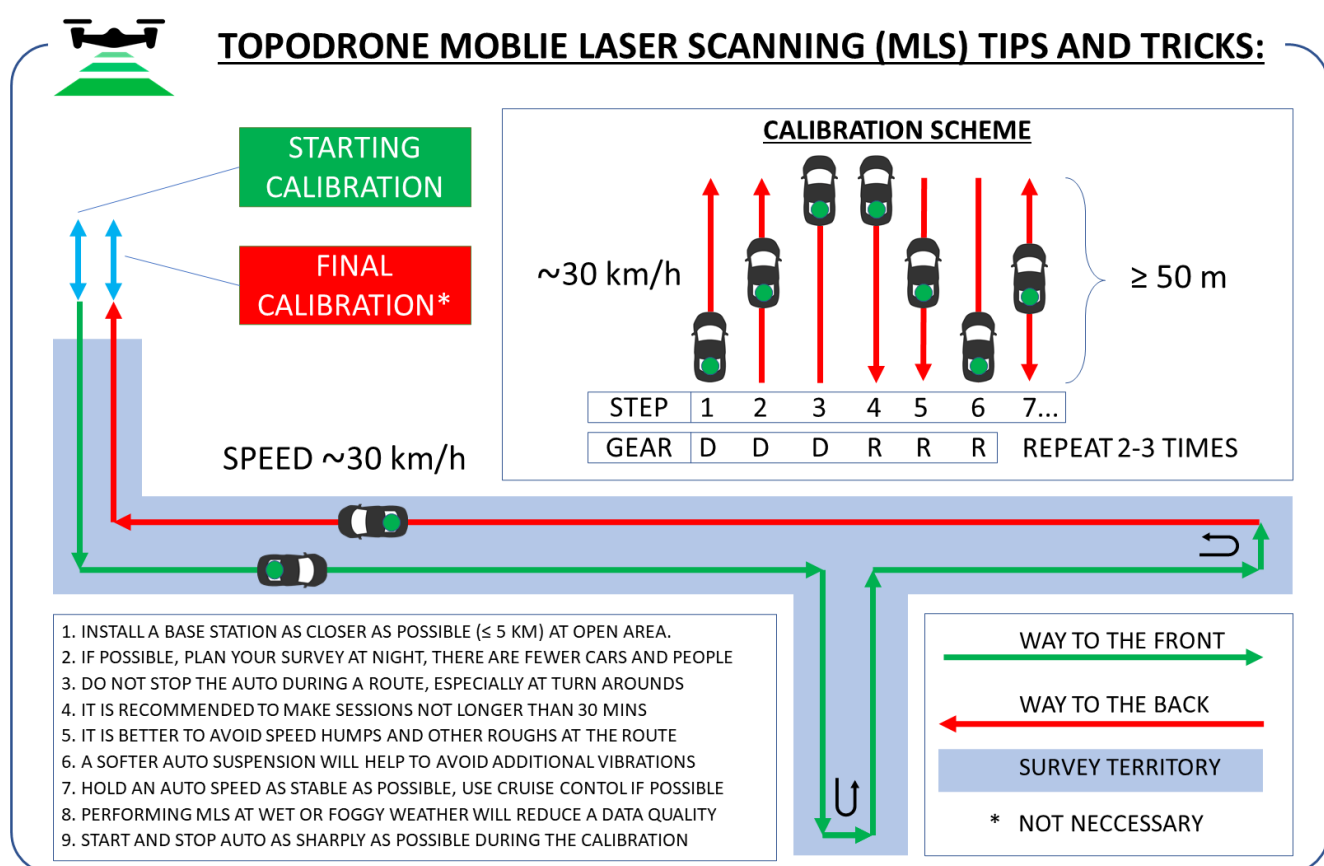 TOPODRONE MOBLIE LASER SCANNING (MLS) TIPS AND TRICKS:
STARTING
CALIBRATION
FINAL
CALIBRATION*
CALIBRATION SCHEME
~30 km/h
≥ 50 m
STEP 1 2 3 4 5 6 7...
GEAR D D D R R R REPEAT 2-3 TIMES
SPEED ~30 km/h
1. INSTALL A BASE STATION AS CLOSER AS POSSIBLE (≤ 5 KM) AT OPEN AREA.
2. IF POSSIBLE, PLAN YOUR SURVEY AT NIGHT, THERE ARE FEWER CARS AND PEOPLE
3. DO NOT STOP THE AUTO DURING A ROUTE, ESPECIALLY AT TURN AROUNDS
4. IT IS RECOMMENDED TO MAKE SESSIONS NOT LONGER THAN 30 MINS
5. IT IS BETTER TO AVOID SPEED HUMPS AND OTHER ROUGHS AT THE ROUTE
6. A SOFTER AUTO SUSPENSION WILL HELP TO AVOID ADDITIONAL VIBRATIONS
7. HOLD AN AUTO SPEED AS STABLE AS POSSIBLE, USE CRUISE CONTOL IF POSSIBLE
8. PERFORMING MLS AT WET OR FOGGY WEATHER WILL REDUCE A DATA QUALITY
9. START AND STOP AUTO AS SHARPLY AS POSSIBLE DURING THE CALIBRATION
WAY TO THE FRONT
WAY TO THE BACK
SURVEY TERRITORY
* NOT NECCESSARY